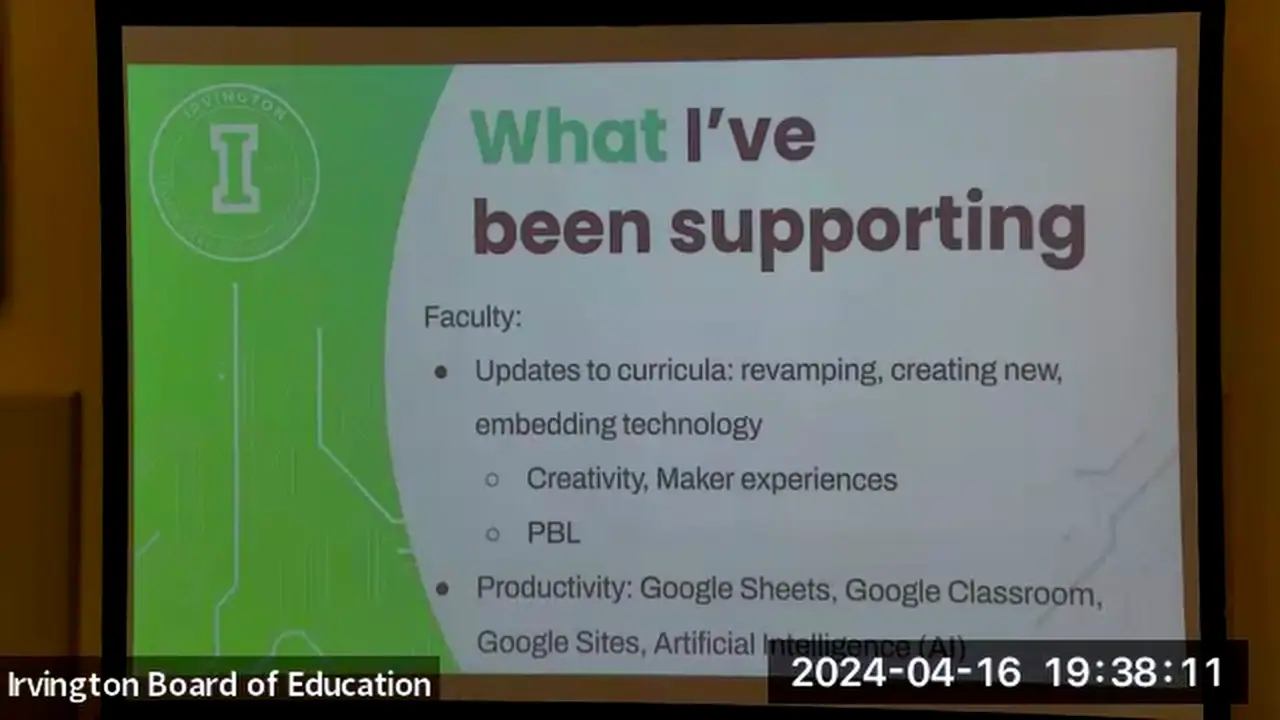 IRVINGTON
I
What I've
been supporting
Faculty:
● Updates to curricula: revamping, creating new,
embedding technology
○ Creativity, Maker experiences
○ PBL
● Productivity: Google Sheets, Google Classroom,
Google Sites, Artificial Intelligence (AI)
Irvington Board of Education
2024-04-16 19:38:11